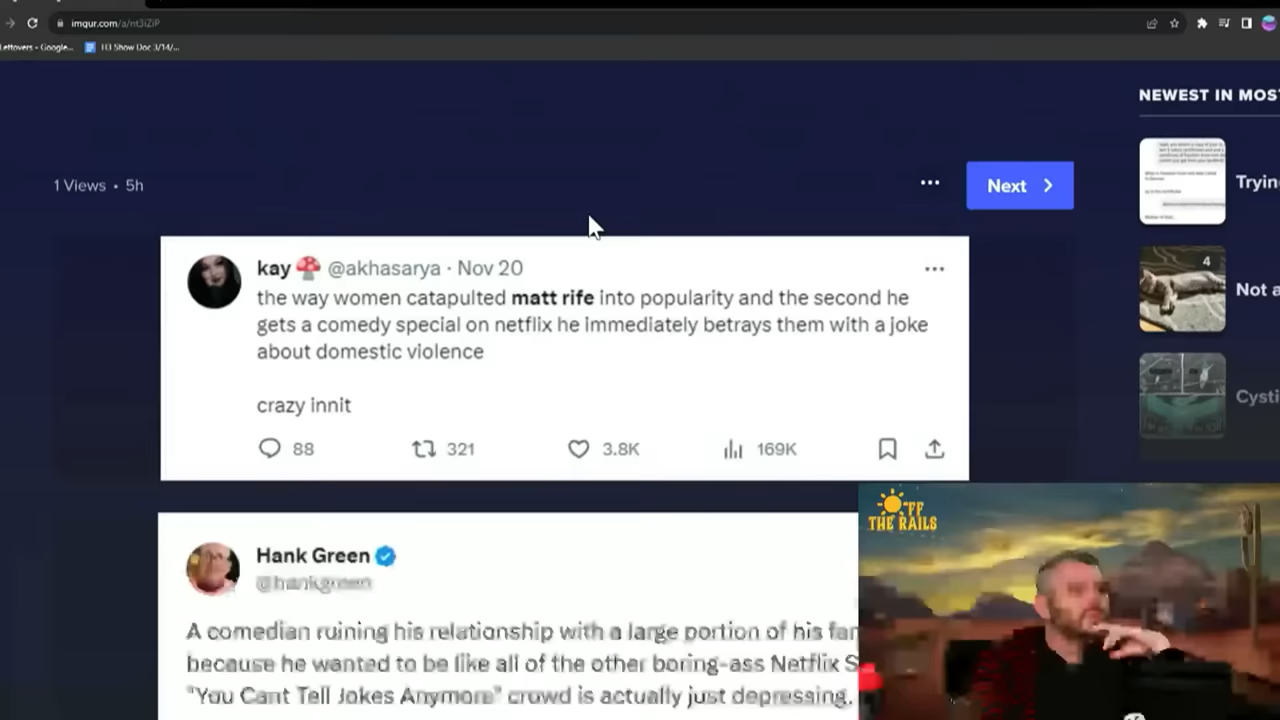 imgur.com/a/nt3iZiP
Leftovers - Google... H3 Show Doc 3/14/...
NEWEST IN MOS
1 Views • 5h
Next
Tryin
4
Not a
Cysti
kay @akhasarya · Nov 20
the way women catapulted matt rife into popularity and the second he
gets a comedy special on netflix he immediately betrays them with a joke
about domestic violence
crazy innit
88 321 3.8K 169K
Hank Green
@hankgreen
A comedian ruining his relationship with a large portion of his fan
because he wanted to be like all of the other boring-ass Netflix S
"You Cant Tell Jokes Anymore" crowd is actually just depressing.
OFF
THE RAILS